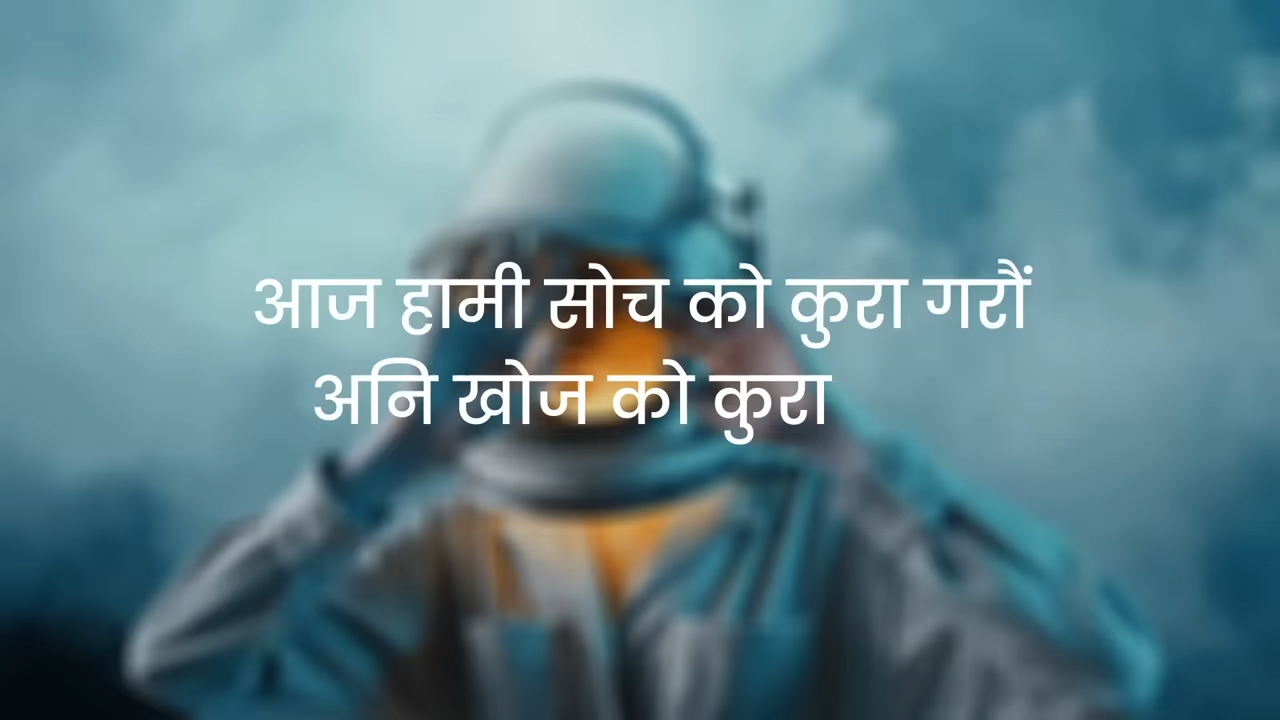 आज हामी सोच को कुरा गरौं
अनि खोज को कुरा